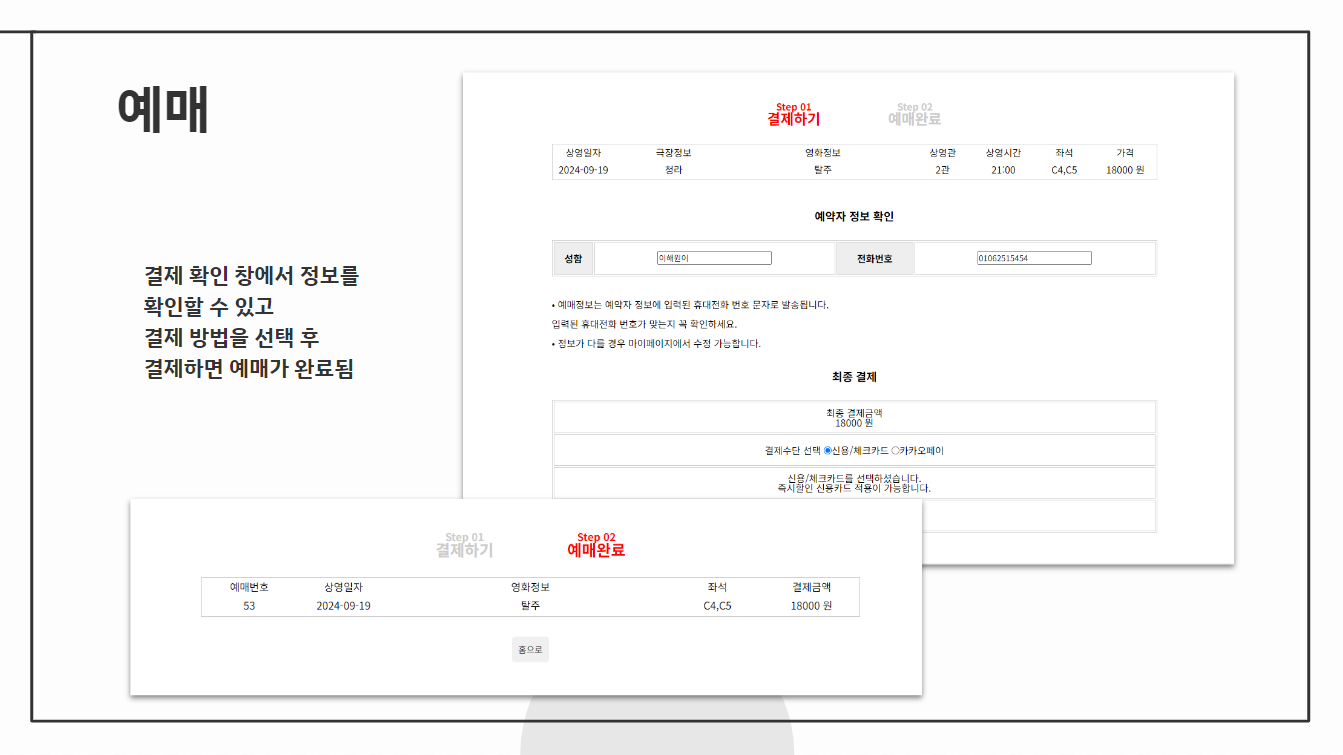 예매
결제 확인 창에서 정보를
확인할 수 있고
결제 방법을 선택 후
결제하면 예매가 완료됨
Step 01 Step 02
결제하기 예매완료
상영일자 극장정보 영화정보 상영관 상영시간 좌석 가격
2024-09-19 청라 탈주 2관 21:00 C4,C5 18000 원
예약자 정보 확인
성함 이해원이 전화번호 01062515454
• 예매정보는 예약자 정보에 입력된 휴대전화 번호 문자로 발송됩니다.
입력된 휴대전화 번호가 맞는지 꼭 확인하세요.
• 정보가 다를 경우 마이페이지에서 수정 가능합니다.
최종 결제
최종 결제금액
18000 원
결제수단 선택 신용/체크카드 카카오페이
신용/체크카드를 선택하셨습니다.
즉시할인 신용카드 적용이 가능합니다.
Step 01 Step 02
결제하기 예매완료
예매번호 상영일자 영화정보 좌석 결제금액
53 2024-09-19 탈주 C4,C5 18000 원
홈으로